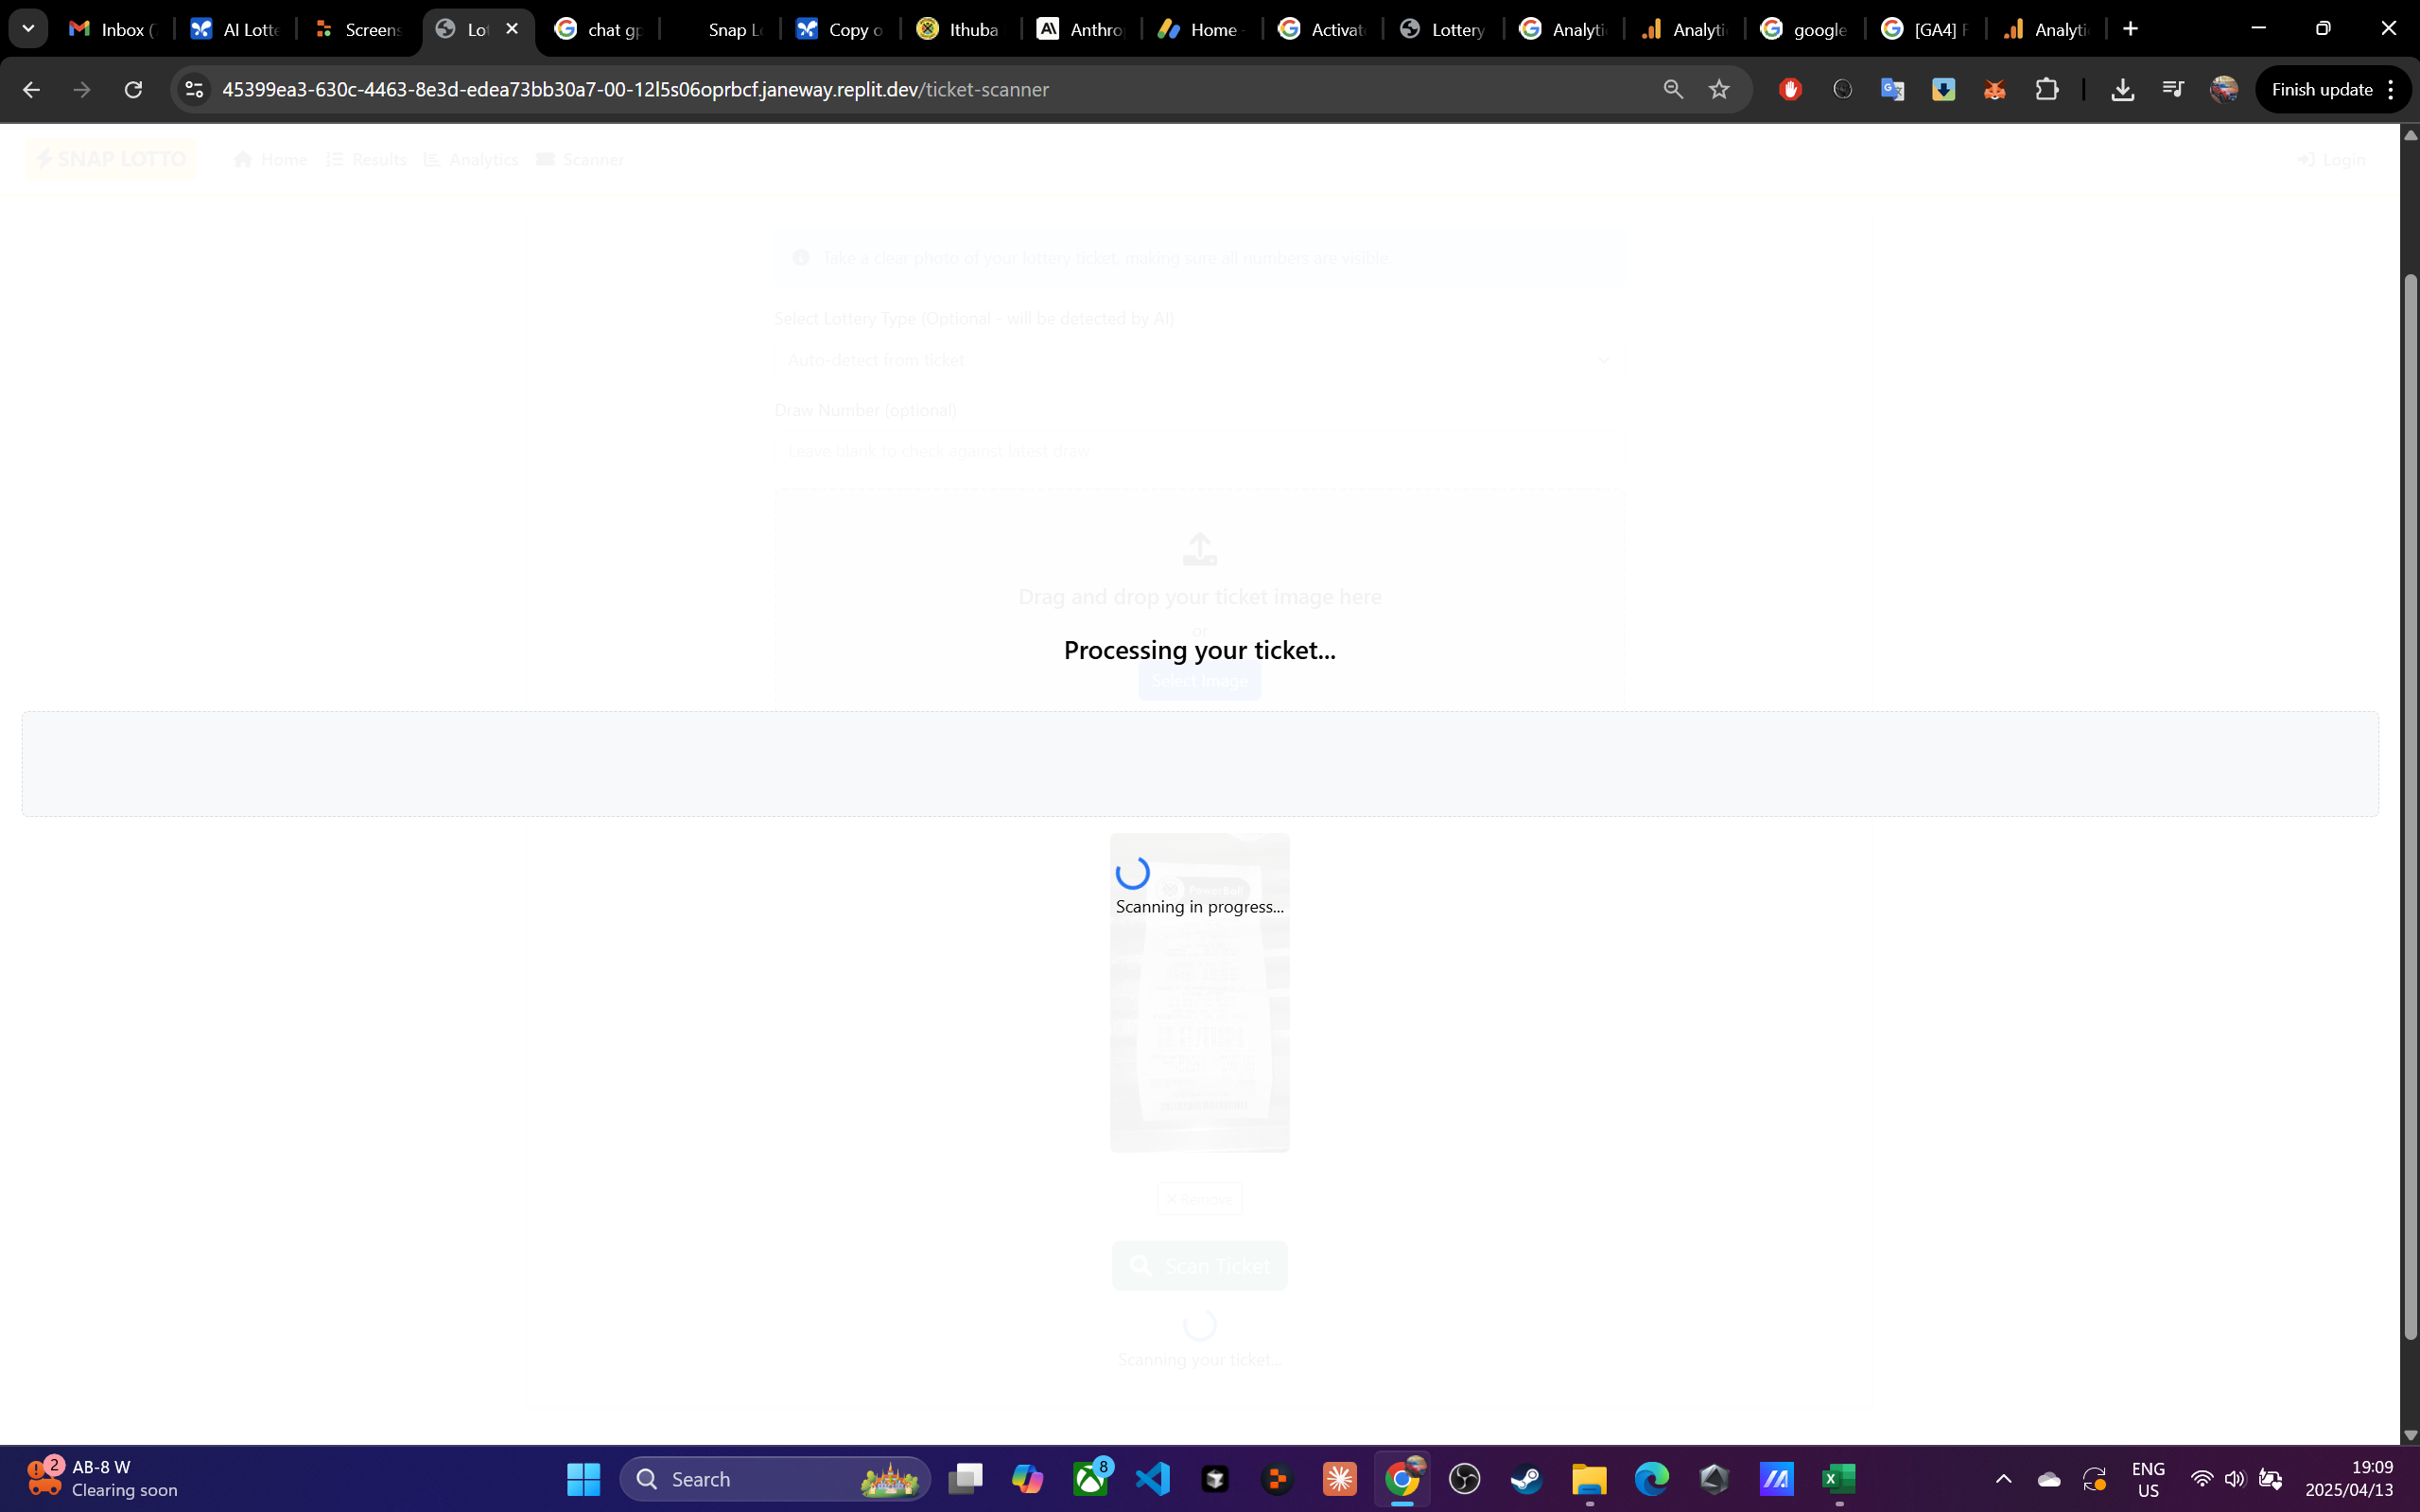 Inbox (
AI Lotte
Screens
Lot
chat gp
Snap Lo
Copy o
Ithuba
Anthro
Home -
Activat
Lottery
Analyti
Analyti
google
[GA4] F
Analyti
45399ea3-630c-4463-8e3d-edea73bb30a7-00-12l5s06oprbcf.janeway.replit.dev/ticket-scanner
Finish update
SNAP LOTTO
Home
Results
Analytics
Scanner
Login
Take a clear photo of your lottery ticket, making sure all numbers are visible.
Select Lottery Type (Optional - will be detected by AI)
Auto-detect from ticket
Draw Number (optional)
Leave blank to check against latest draw
Drag and drop your ticket image here
or
Processing your ticket...
Select Image
PowerBall
Scanning in progress...
Remove
Scan Ticket
Scanning your ticket...
2
AB-8 W
Clearing soon
Search
8
ENG
US
19:09
2025/04/13